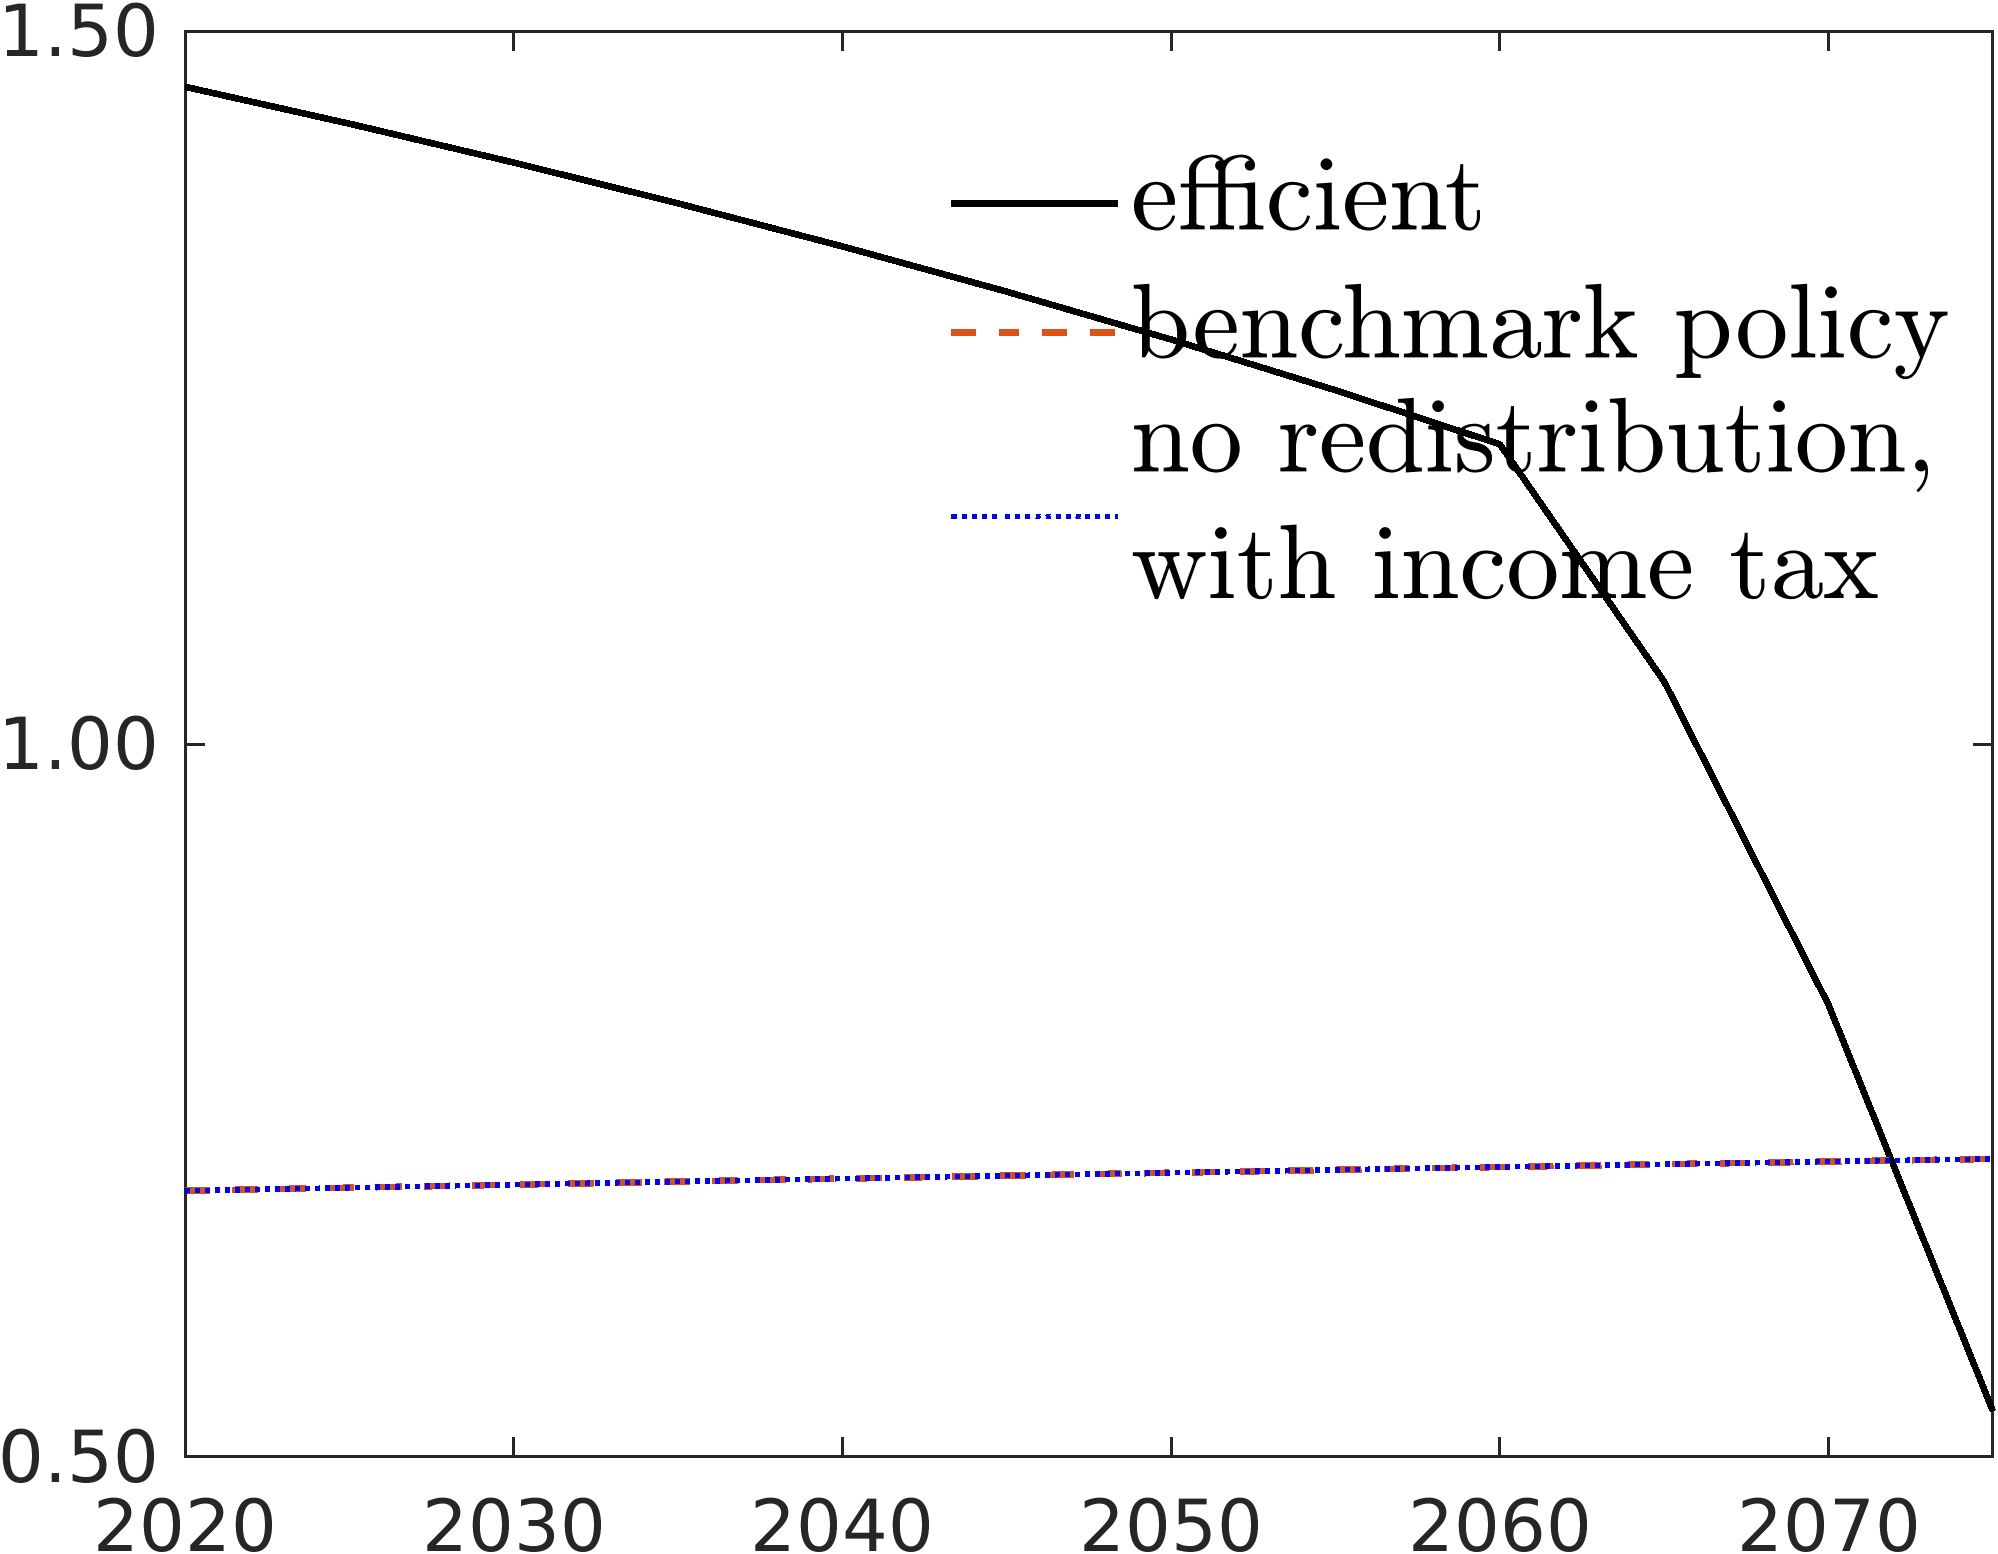 1.50
efficient
benchmark policy
no redistribution,
with income tax
1.00
0.50
2020 2030 2040 2050 2060 2070